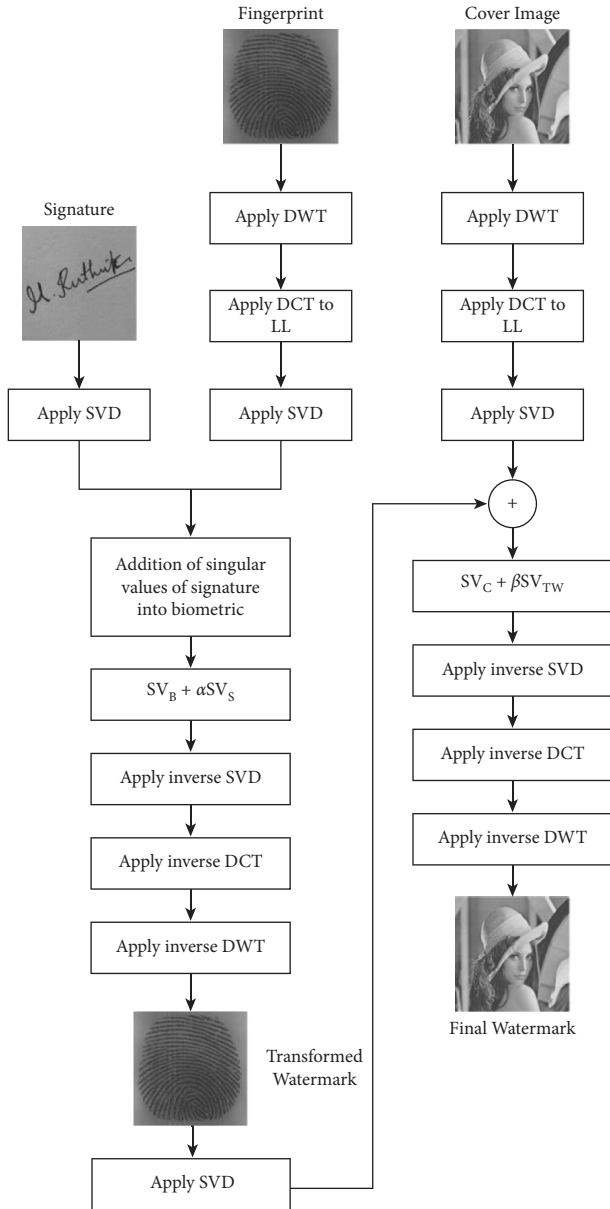 Fingerprint
Cover Image
Signature
M. Ruthvik
Apply DWT
Apply DWT
Apply DCT to
LL
Apply DCT to
LL
Apply SVD
Apply SVD
Apply SVD
+
Addition of singular
values of signature
into biometric
SV_B + αSV_S
Apply inverse SVD
Apply inverse DCT
Apply inverse DWT
Transformed
Watermark
Apply SVD
SV_C + βSV_TW
Apply inverse SVD
Apply inverse DCT
Apply inverse DWT
Final Watermark